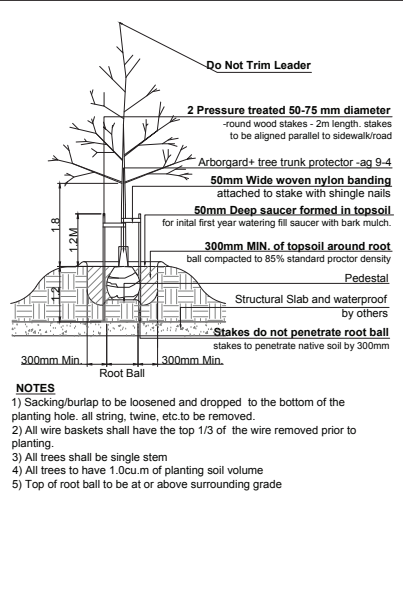 Do Not Trim Leader
2 Pressure treated 50-75 mm diameter
-round wood stakes - 2m length. stakes
to be aligned parallel to sidewalk/road
Arborgard+ tree trunk protector -ag 9-4
50mm Wide woven nylon banding
attached to stake with shingle nails
50mm Deep saucer formed in topsoil
for inital first year watering fill saucer with bark mulch.
1.8
1.2M
300mm MIN. of topsoil around root
ball compacted to 85% standard proctor density
Pedestal
1.2
Structural Slab and waterproof
by others
Stakes do not penetrate root ball
stakes to penetrate native soil by 300mm
300mm Min.
300mm Min.
Root Ball
NOTES
1) Sacking/burlap to be loosened and dropped to the bottom of the
planting hole. all string, twine, etc.to be removed.
2) All wire baskets shall have the top 1/3 of the wire removed prior to
planting.
3) All trees shall be single stem
4) All trees to have 1.0cu.m of planting soil volume
5) Top of root ball to be at or above surrounding grade